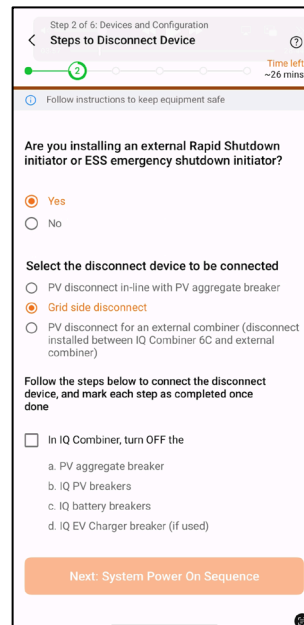 Step 2 of 6: Devices and Configuration
Steps to Disconnect Device
2
Time left
~26 mins
Follow instructions to keep equipment safe
Are you installing an external Rapid Shutdown
initiator or ESS emergency shutdown initiator?
Yes
No
Select the disconnect device to be connected
PV disconnect in-line with PV aggregate breaker
Grid side disconnect
PV disconnect for an external combiner (disconnect
installed between IQ Combiner 6C and external
combiner)
Follow the steps below to connect the disconnect
device, and mark each step as completed once
done
In IQ Combiner, turn OFF the
a. PV aggregate breaker
b. IQ PV breakers
c. IQ battery breakers
d. IQ EV Charger breaker (if used)
Next: System Power On Sequence